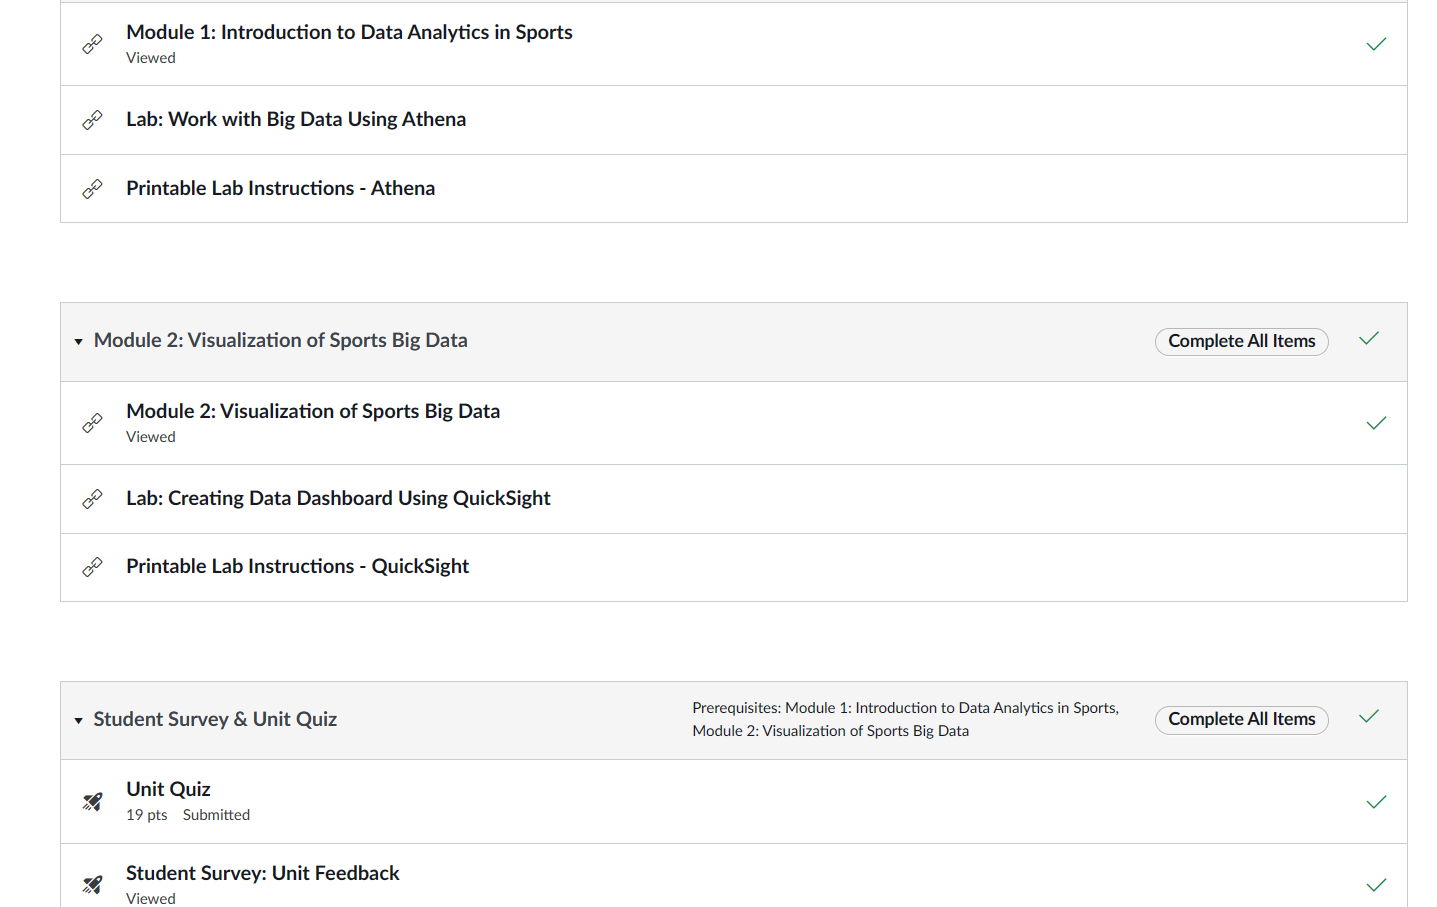 Module 1: Introduction to Data Analytics in Sports
Viewed
Lab: Work with Big Data Using Athena
Printable Lab Instructions - Athena
Module 2: Visualization of Sports Big Data
Complete All Items
Module 2: Visualization of Sports Big Data
Viewed
Lab: Creating Data Dashboard Using QuickSight
Printable Lab Instructions - QuickSight
Student Survey & Unit Quiz
Prerequisites: Module 1: Introduction to Data Analytics in Sports,
Module 2: Visualization of Sports Big Data
Complete All Items
Unit Quiz
19 pts Submitted
Student Survey: Unit Feedback
Viewed